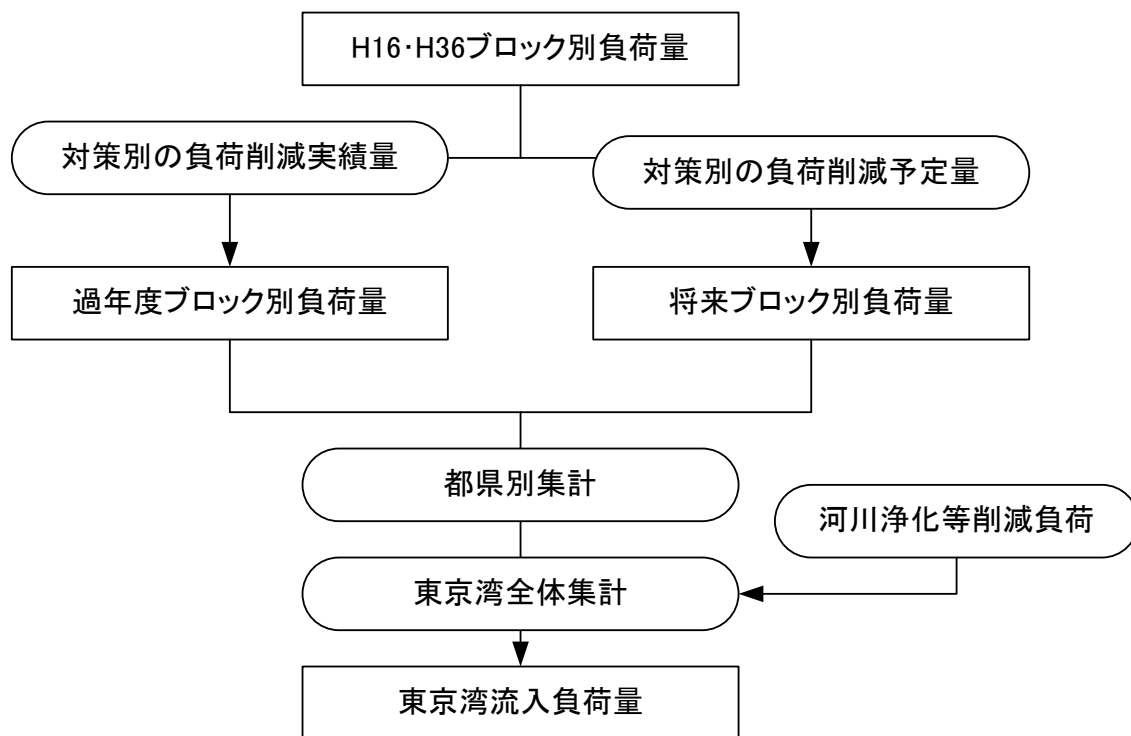 H16・H36ブロック別負荷量
対策別の負荷削減実績量
対策別の負荷削減予定量
過年度ブロック別負荷量
将来ブロック別負荷量
都県別集計
河川浄化等削減負荷
東京湾全体集計
東京湾流入負荷量